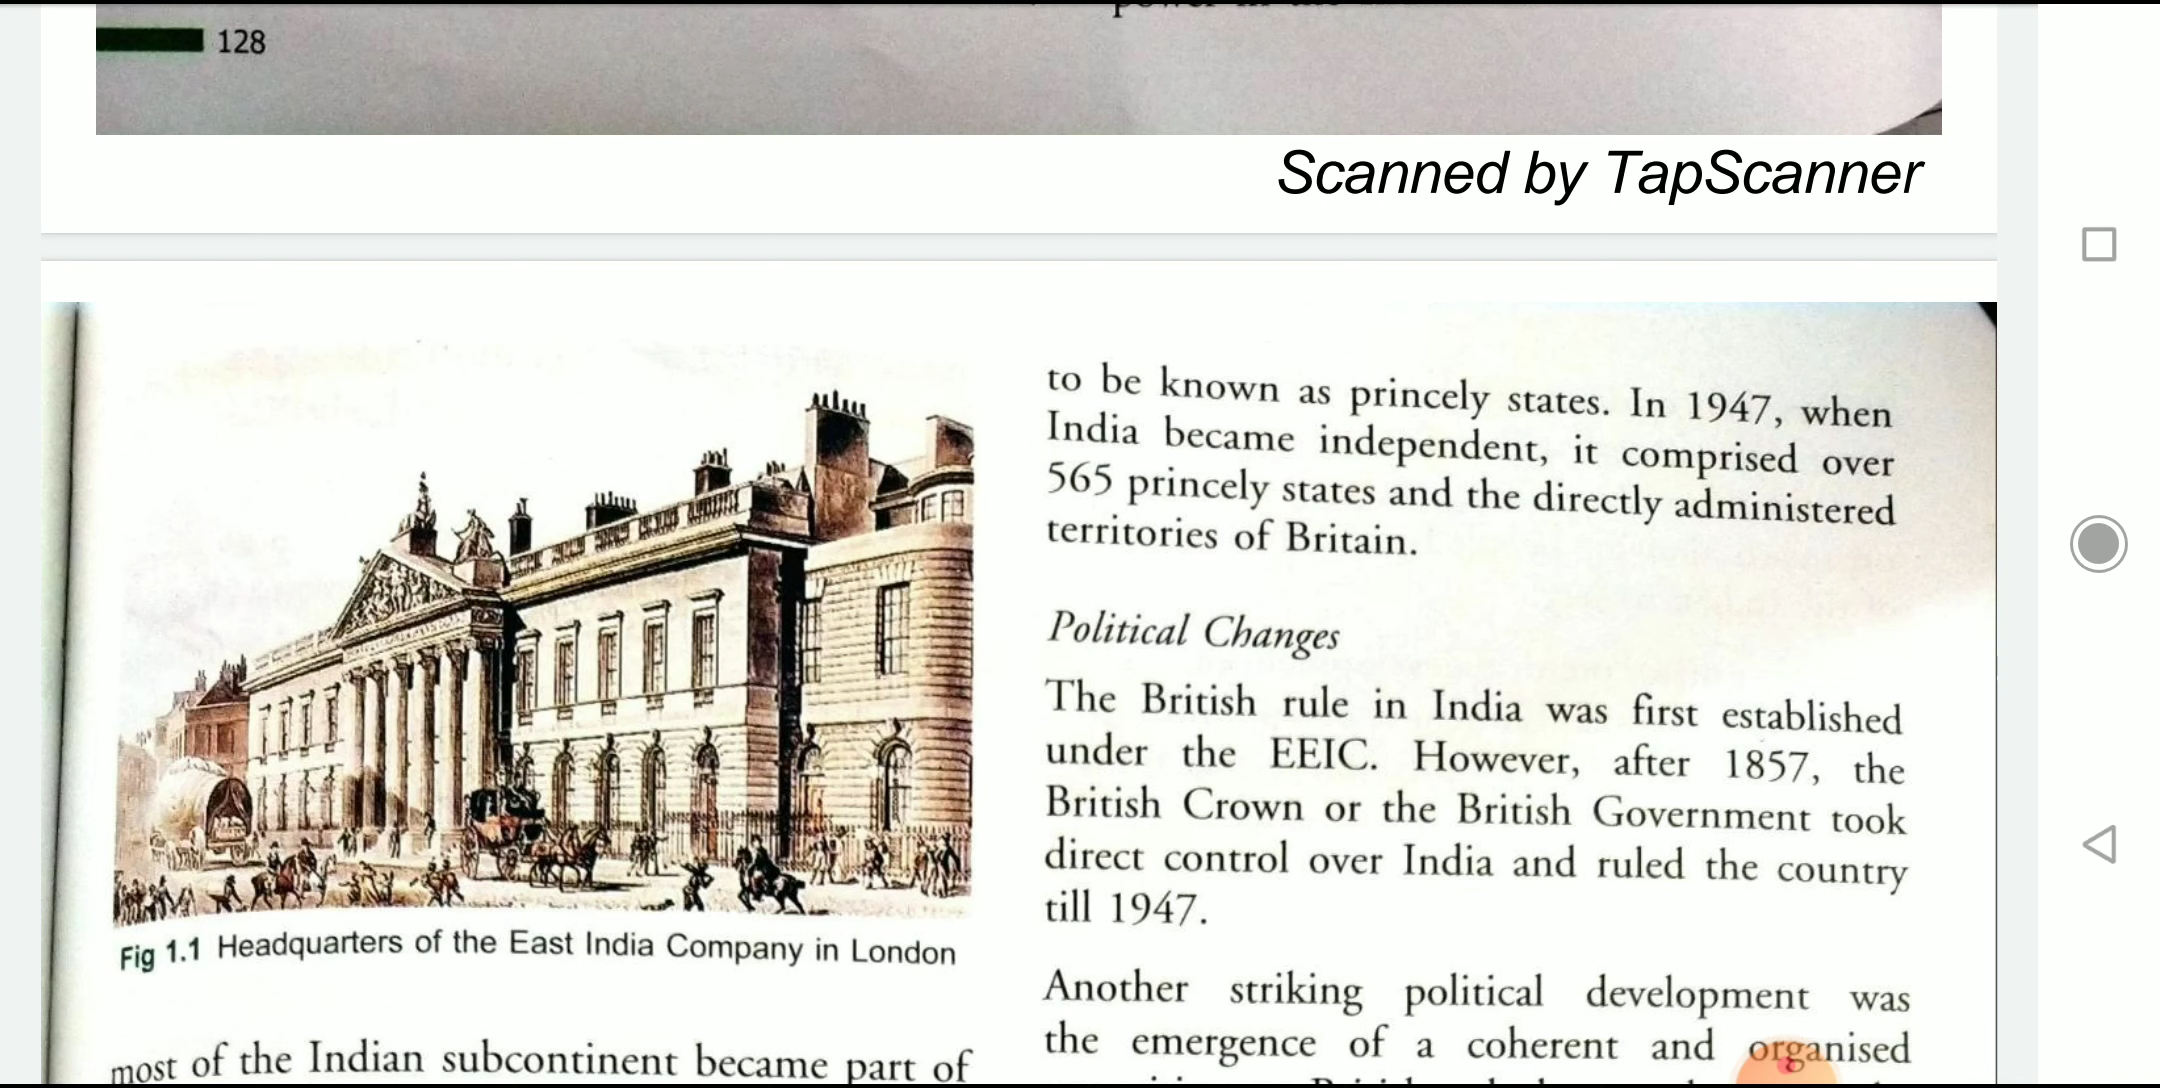 128
Scanned by TapScanner
Fig 1.1 Headquarters of the East India Company in London
most of the Indian subcontinent became part of
to be known as princely states. In 1947, when
India became independent, it comprised over
565 princely states and the directly administered
territories of Britain.
Political Changes
The British rule in India was first established
under the EEIC. However, after 1857, the
British Crown or the British Government took
direct control over India and ruled the country
till 1947.
Another striking political development was
the emergence of a coherent and organised